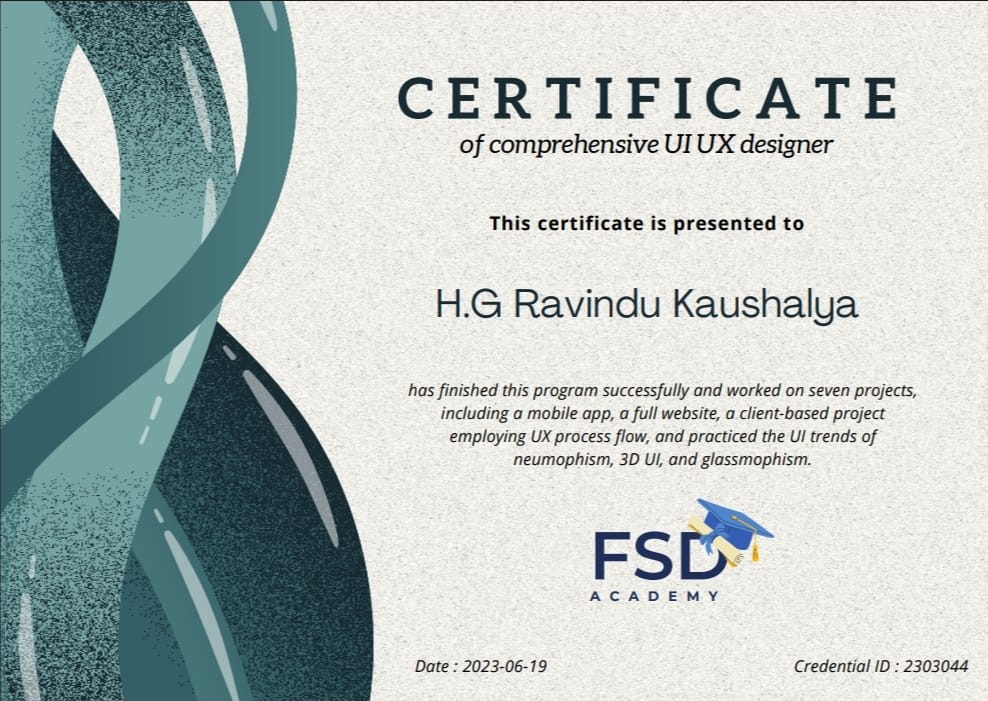 CERTIFICATE
of comprehensive UI UX designer
This certificate is presented to
H.G Ravindu Kaushalya
has finished this program successfully and worked on seven projects,
including a mobile app, a full website, a client-based project
employing UX process flow, and practiced the UI trends of
neumophism, 3D UI, and glassmophism.
FSD
ACADEMY
Date : 2023-06-19
Credential ID : 2303044